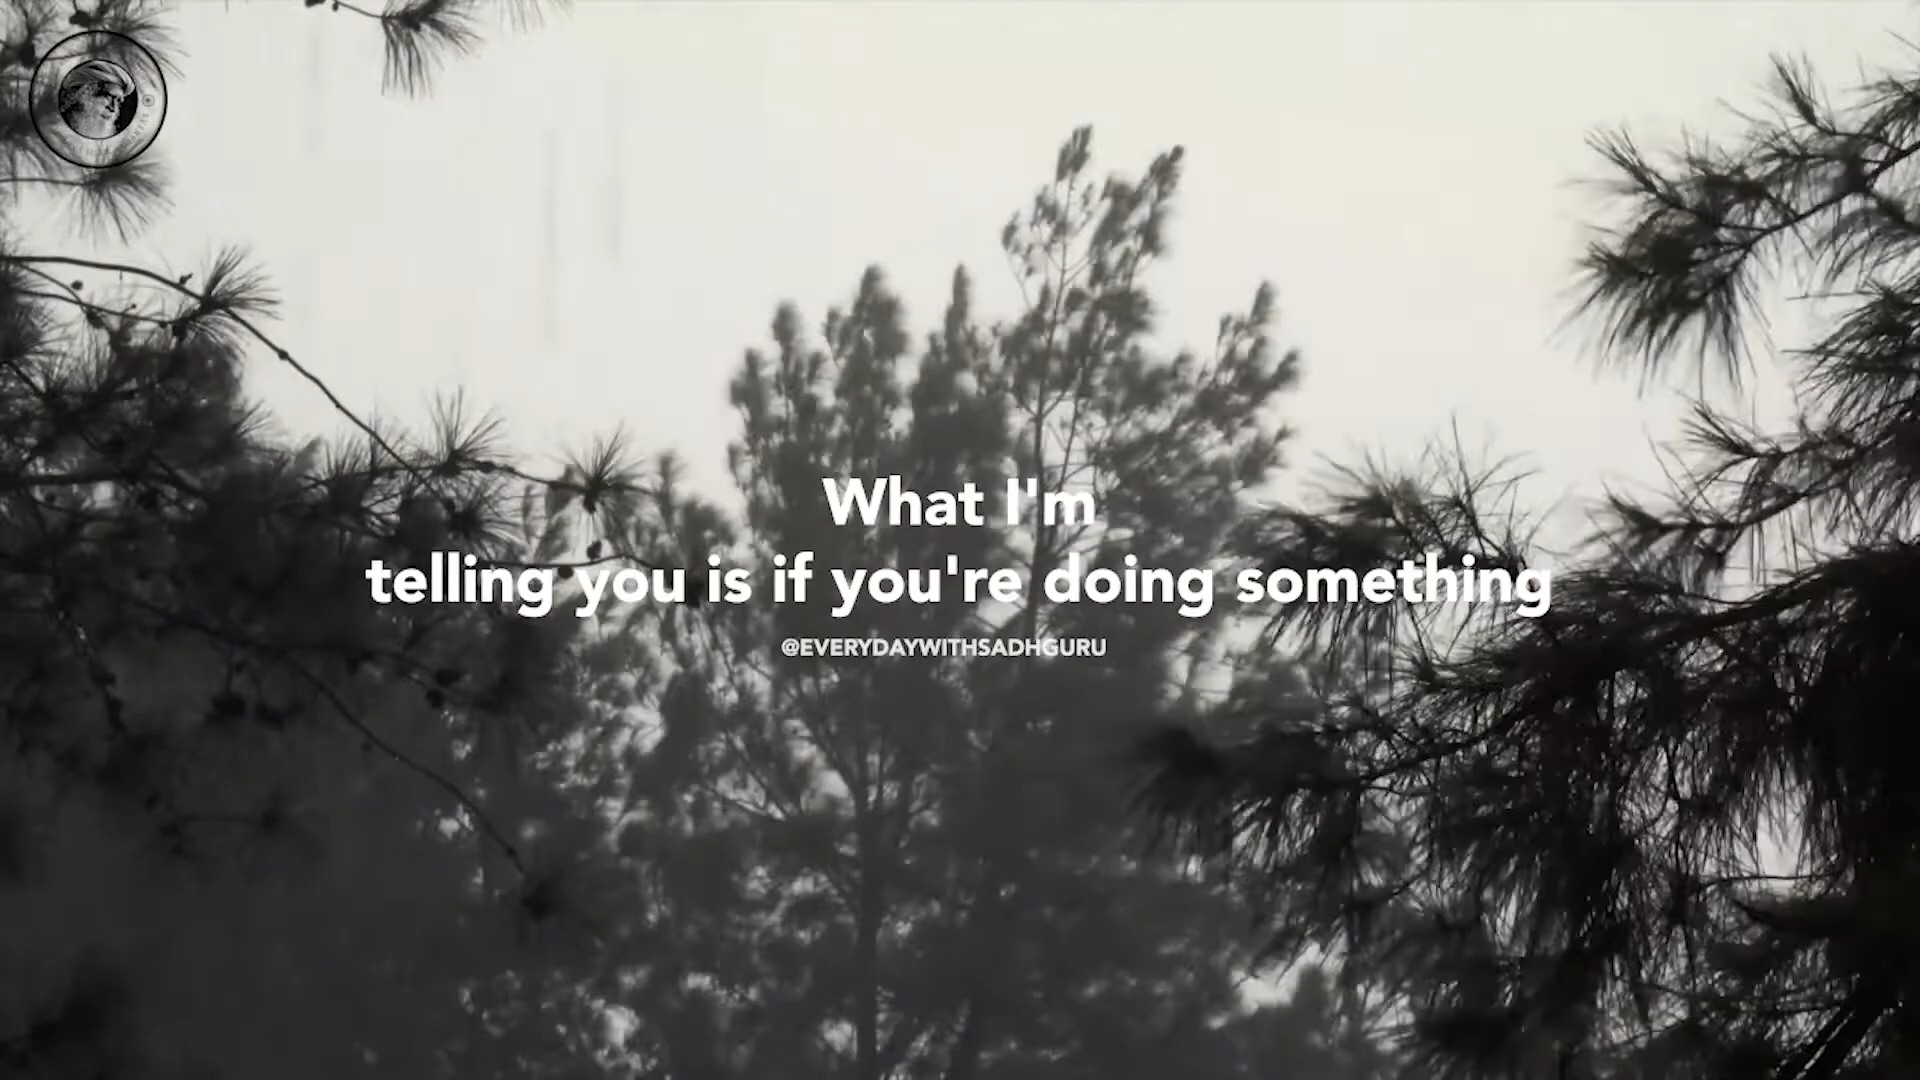 What I'm
telling you is if you're doing something
@EVERYDAYWITHSADHGURU